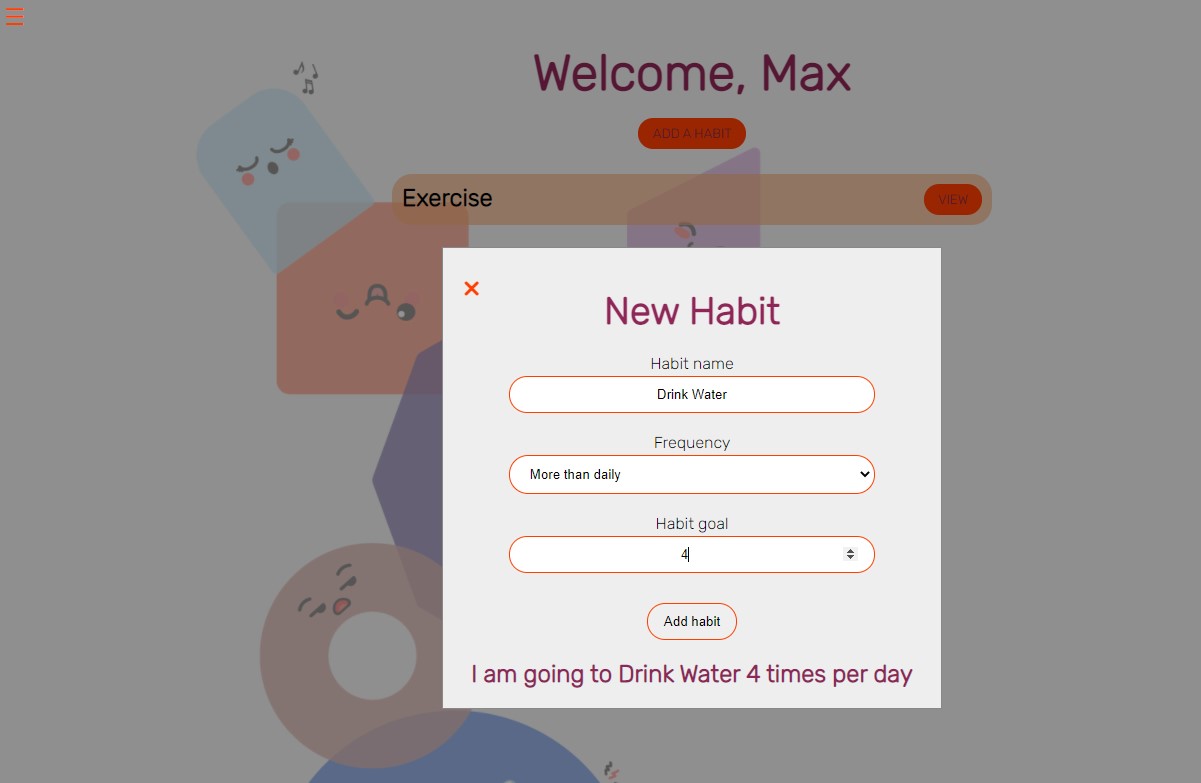 Welcome, Max
ADD A HABIT
Exercise
VIEW
New Habit
Habit name
Drink Water
Frequency
More than daily
Habit goal
4
Add habit
I am going to Drink Water 4 times per day